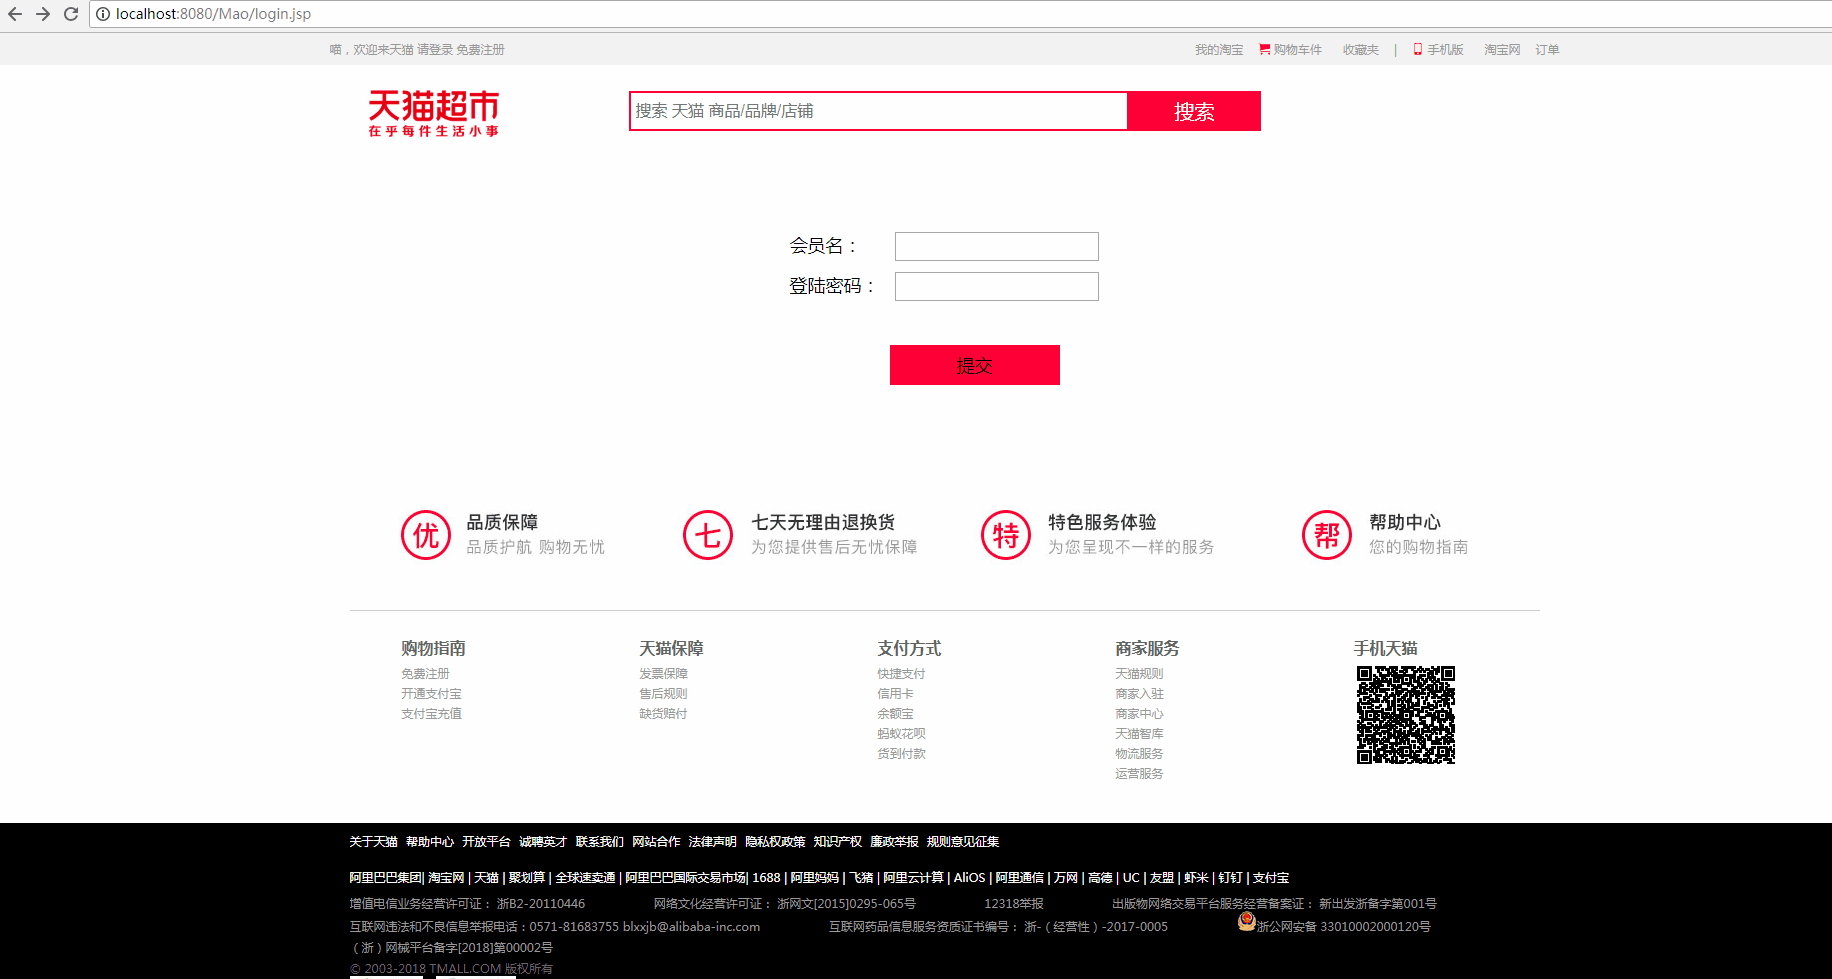 localhost:8080/Mao/login.jsp
喵，欢迎来天猫 请登录 免费注册 我的淘宝 购物车件 收藏夹 | 手机版 淘宝网 订单
天猫超市
在乎每件生活小事
搜索 天猫 商品/品牌/店铺 搜索
会员名：
登陆密码：
提交
优 品质保障 七 七天无理由退换货 特 特色服务体验 帮 帮助中心
品质护航 购物无忧 为您提供售后无忧保障 为您呈现不一样的服务 您的购物指南
购物指南 天猫保障 支付方式 商家服务 手机天猫
免费注册 发票保障 快捷支付 天猫规则
开通支付宝 售后规则 信用卡 商家入驻
支付宝充值 缺货赔付 余额宝 商家中心
蚂蚁花呗 天猫智库
货到付款 物流服务
运营服务
关于天猫 帮助中心 开放平台 诚聘英才 联系我们 网站合作 法律声明 隐私权政策 知识产权 廉政举报 规则意见征集
阿里巴巴集团| 淘宝网 | 天猫 | 聚划算 | 全球速卖通 | 阿里巴巴国际交易市场| 1688 | 阿里妈妈 | 飞猪 | 阿里云计算 | AliOS | 阿里通信 | 万网 | 高德 | UC | 友盟 | 虾米 | 钉钉 | 支付宝
增值电信业务经营许可证： 浙B2-20110446 网络文化经营许可证： 浙网文[2015]0295-065号 12318举报 出版物网络交易平台服务经营备案证： 新出发浙备字第001号
互联网违法和不良信息举报电话：0571-81683755 blxxjb@alibaba-inc.com 互联网药品信息服务资质证书编号： 浙-（经营性）-2017-0005 浙公网安备 33010002000120号
（浙）网械平台备字[2018]第00002号
© 2003-2018 TMALL.COM 版权所有